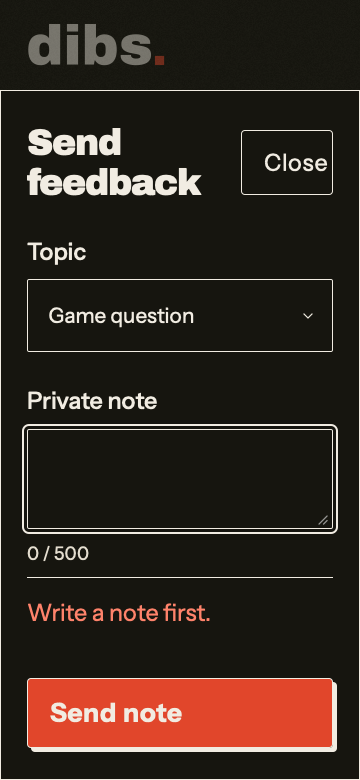 dibs.
Send
feedback
Close
Topic
Game question
Private note
0 / 500
Write a note first.
Send note